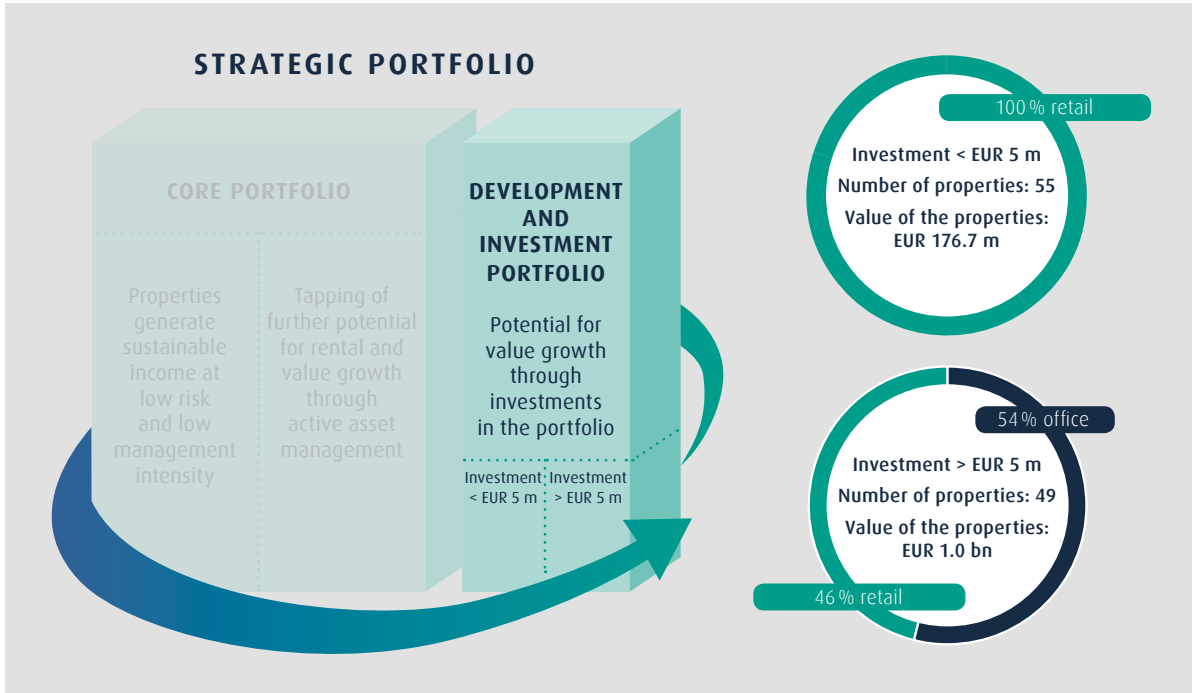 STRATEGIC PORTFOLIO
CORE PORTFOLIO
Properties
generate
sustainable
income at
low risk
and low
management
intensity
Tapping of
further potential
for rental and
value growth
through
active asset
management
DEVELOPMENT
AND
INVESTMENT
PORTFOLIO
Potential for
value growth
through
investments
in the portfolio
Investment
< EUR 5 m
Investment
> EUR 5 m
100 % retail
Investment < EUR 5 m
Number of properties: 55
Value of the properties:
EUR 176.7 m
54 % office
Investment > EUR 5 m
Number of properties: 49
Value of the properties:
EUR 1.0 bn
46 % retail